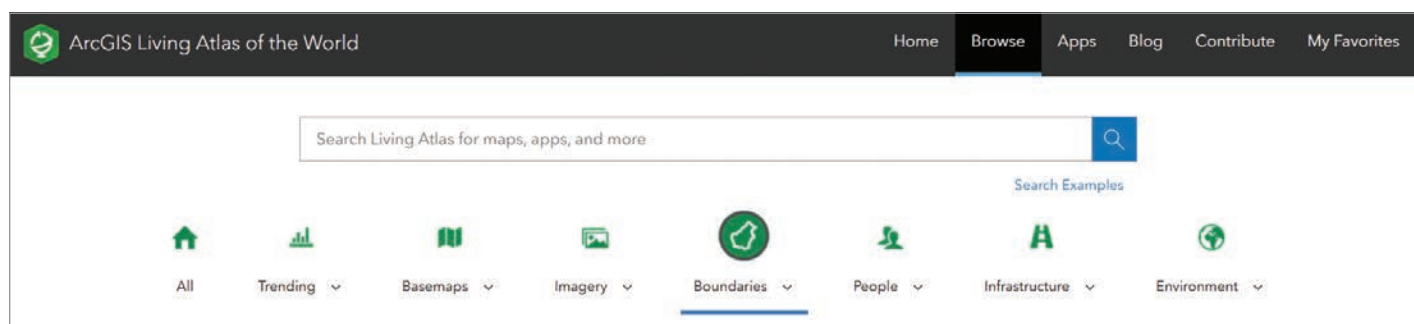 ArcGIS Living Atlas of the World Home Browse Apps Blog Contribute My Favorites
Search Living Atlas for maps, apps, and more
Search Examples
All Trending Basemaps Imagery Boundaries People Infrastructure Environment